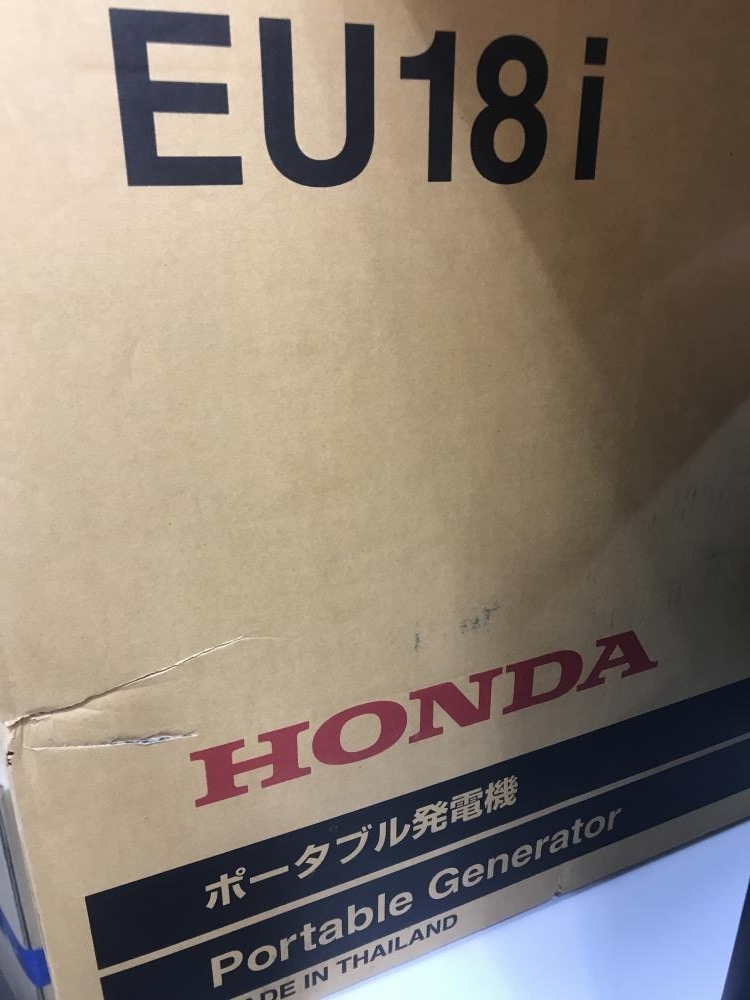 EU18i
HONDA
ポータブル発電機
Portable Generator
ADE IN THAILAND